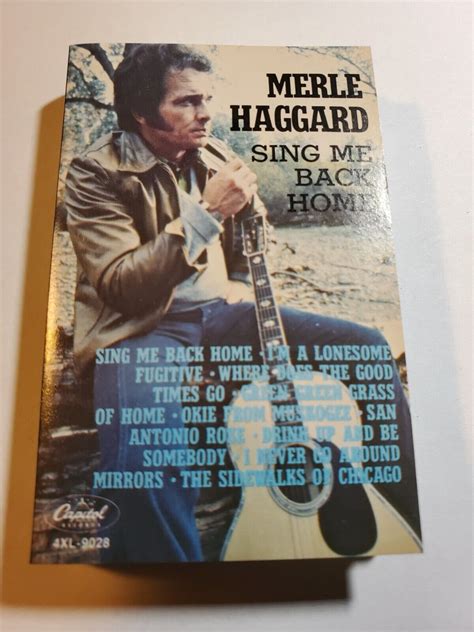 MERLE
HAGGARD
SING ME
BACK
HOME
SING ME BACK HOME · I'M A LONESOME
FUGITIVE · WHERE DOES THE GOOD
TIMES GO · GREEN GREEN GRASS
OF HOME · OKIE FROM MUSKOGEE · SAN
ANTONIO ROSE · DRINK UP AND BE
SOMEBODY · I NEVER GO AROUND
MIRRORS · THE SIDEWALKS OF CHICAGO
Capitol
RECORDS
4XL-9028